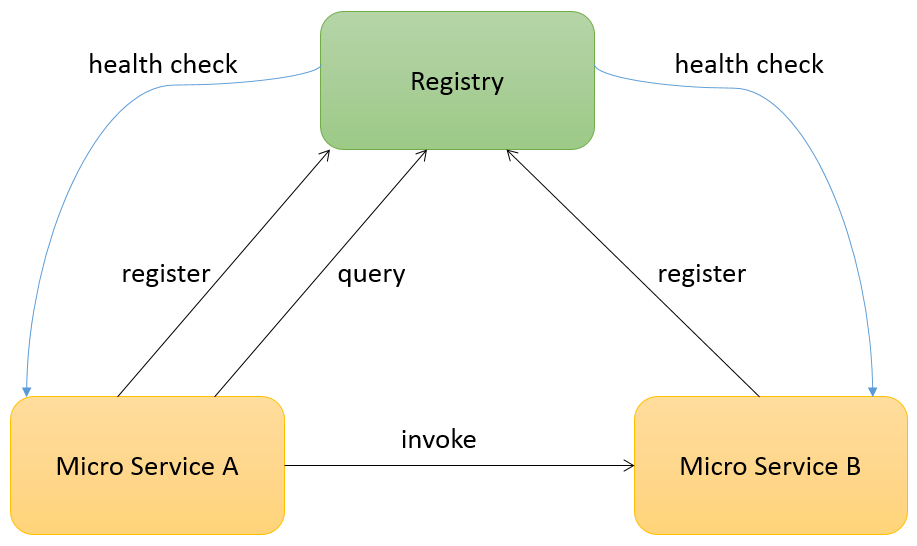 health check
Registry
health check
register
query
register
invoke
Micro Service A
Micro Service B